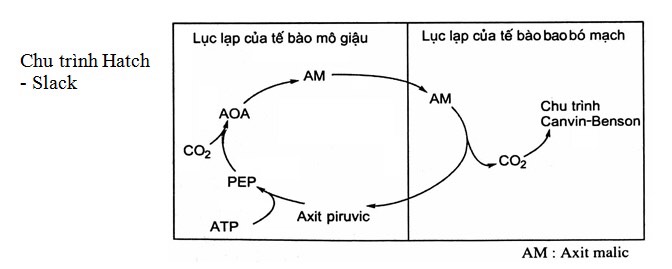 Chu trình Hatch
- Slack
Lục lạp của tế bào mô giậu
Lục lạp của tế bào bao bó mạch
AM
AM
AOA
Chu trình
Canvin-Benson
CO2
CO2
PEP
ATP
Axit piruvic
AM : Axit malic